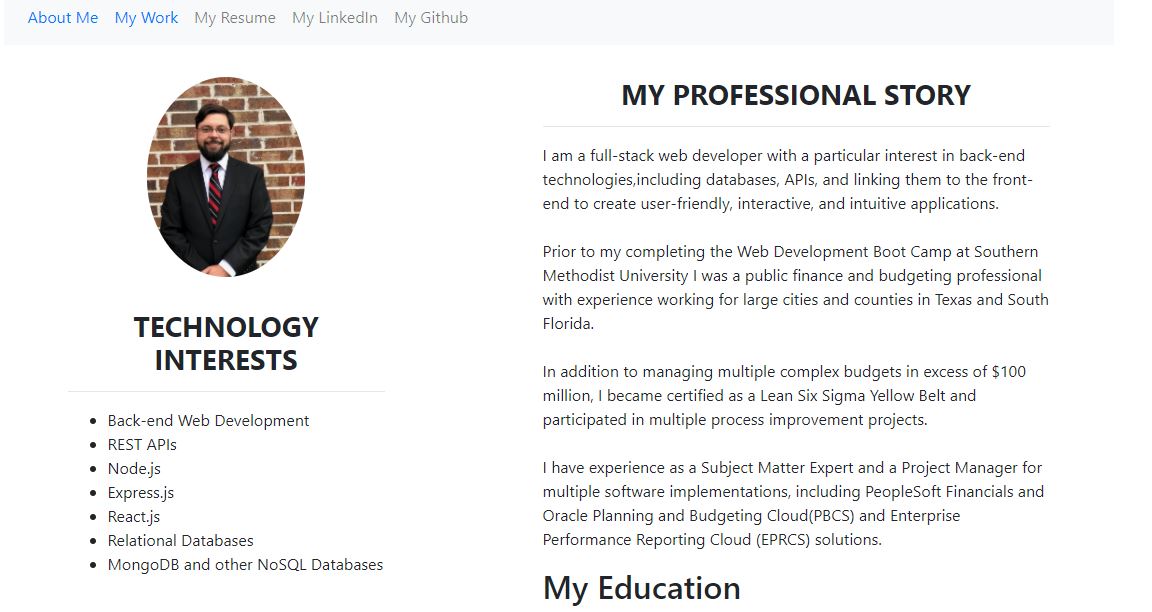 About Me My Work My Resume My LinkedIn My Github
TECHNOLOGY
INTERESTS
Back-end Web Development
REST APIs
Node.js
Express.js
React.js
Relational Databases
MongoDB and other NoSQL Databases
MY PROFESSIONAL STORY
I am a full-stack web developer with a particular interest in back-end
technologies,including databases, APIs, and linking them to the front-
end to create user-friendly, interactive, and intuitive applications.
Prior to my completing the Web Development Boot Camp at Southern
Methodist University I was a public finance and budgeting professional
with experience working for large cities and counties in Texas and South
Florida.
In addition to managing multiple complex budgets in excess of $100
million, I became certified as a Lean Six Sigma Yellow Belt and
participated in multiple process improvement projects.
I have experience as a Subject Matter Expert and a Project Manager for
multiple software implementations, including PeopleSoft Financials and
Oracle Planning and Budgeting Cloud(PBCS) and Enterprise
Performance Reporting Cloud (EPRCS) solutions.
My Education